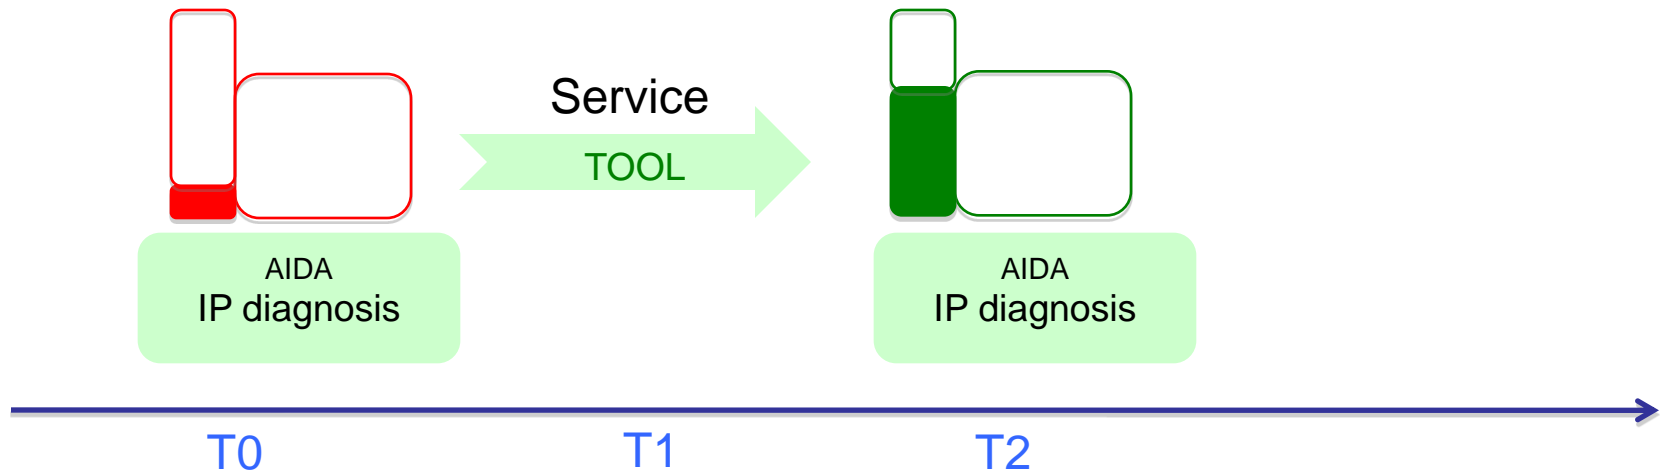 Service
TOOL
AIDA
IP diagnosis
AIDA
IP diagnosis
T0
T1
T2